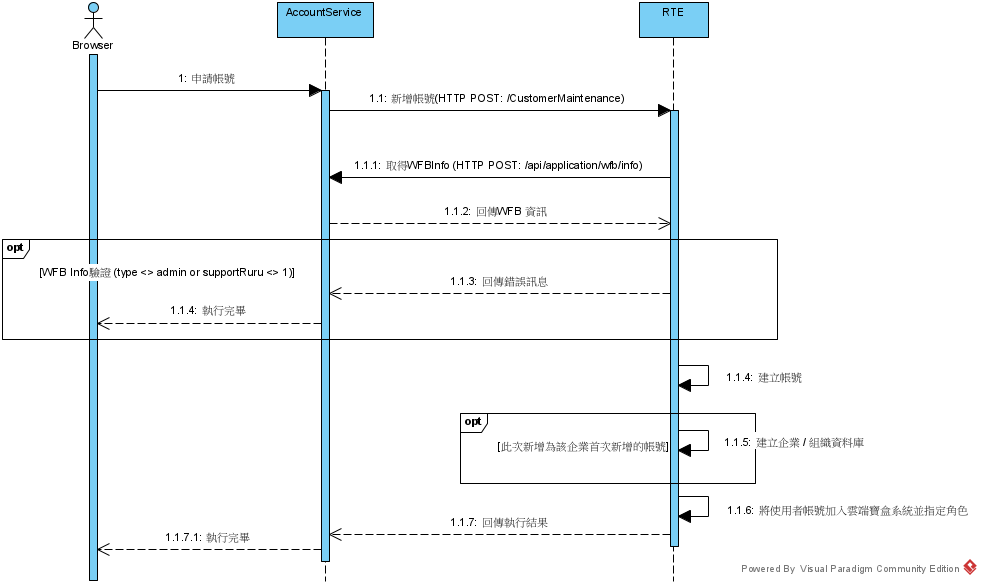 AccountService
RTE
Browser
1: 申請帳號
1.1: 新增帳號(HTTP POST: /CustomerMaintenance)
1.1.1: 取得WFBInfo (HTTP POST: /api/application/wfb/info)
1.1.2: 回傳WFB 資訊
opt
[WFB Info驗證 (type <> admin or supportRuru <> 1)]
1.1.3: 回傳錯誤訊息
1.1.4: 執行完畢
1.1.4: 建立帳號
opt
[此次新增為該企業首次新增的帳號]
1.1.5: 建立企業 / 組織資料庫
1.1.6: 將使用者帳號加入雲端寶盒系統並指定角色
1.1.7: 回傳執行結果
1.1.7.1: 執行完畢
Powered By Visual Paradigm Community Edition